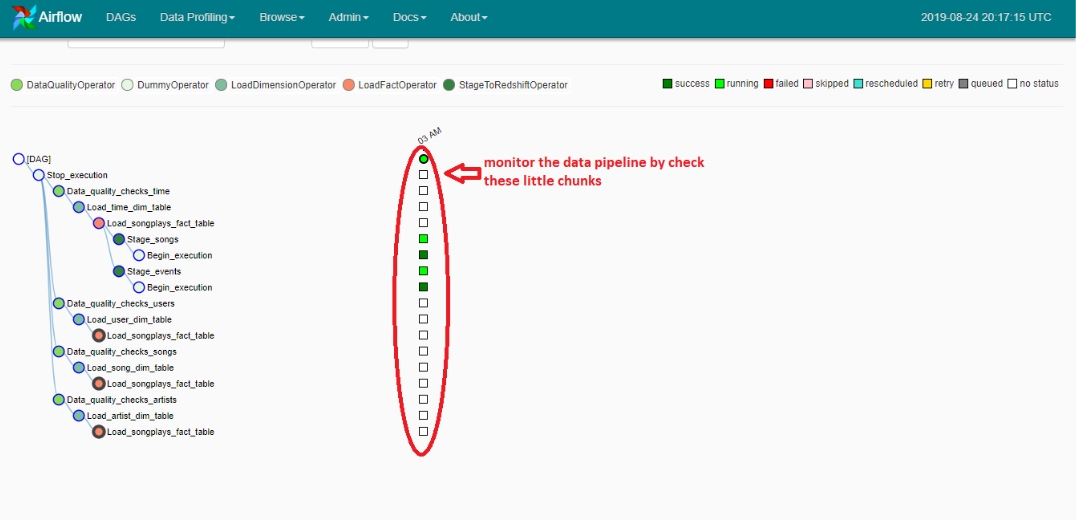 Airflow DAGs Data Profiling Browse Admin Docs About 2019-08-24 20:17:15 UTC
DataQualityOperator DummyOperator LoadDimensionOperator LoadFactOperator StageToRedshiftOperator success running failed skipped rescheduled retry queued no status
03 AM
[DAG]
monitor the data pipeline by check
these little chunks
Stop_execution
Data_quality_checks_time
Load_time_dim_table
Load_songplays_fact_table
Stage_songs
Begin_execution
Stage_events
Begin_execution
Data_quality_checks_users
Load_user_dim_table
Load_songplays_fact_table
Data_quality_checks_songs
Load_song_dim_table
Load_songplays_fact_table
Data_quality_checks_artists
Load_artist_dim_table
Load_songplays_fact_table